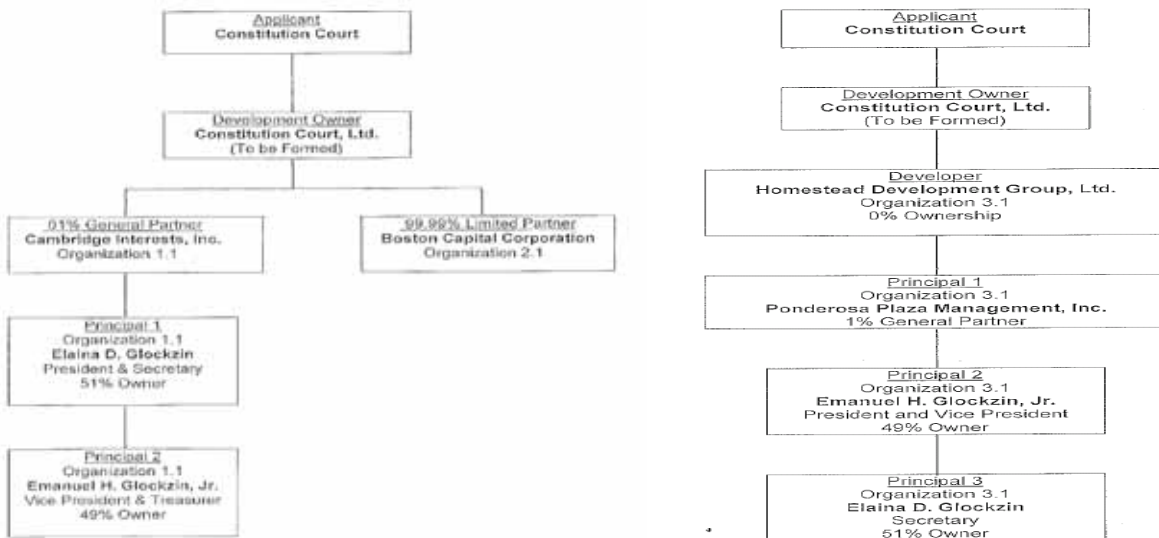 Applicant
Constitution Court
Development Owner
Constitution Court, Ltd.
(To be Formed)
.01% General Partner
Cambridge Interests, Inc.
Organization 1.1
99.99% Limited Partner
Boston Capital Corporation
Organization 2.1
Principal 1
Organization 1.1
Elaina D. Glockzin
President & Secretary
51% Owner
Principal 2
Organization 1.1
Emanuel H. Glockzin, Jr.
Vice President & Treasurer
49% Owner
Applicant
Constitution Court
Development Owner
Constitution Court, Ltd.
(To be Formed)
Developer
Homestead Development Group, Ltd.
Organization 3.1
0% Ownership
Principal 1
Organization 3.1
Ponderosa Plaza Management, Inc.
1% General Partner
Principal 2
Organization 3.1
Emanuel H. Glockzin, Jr.
President and Vice President
49% Owner
Principal 3
Organization 3.1
Elaina D. Glockzin
Secretary
51% Owner